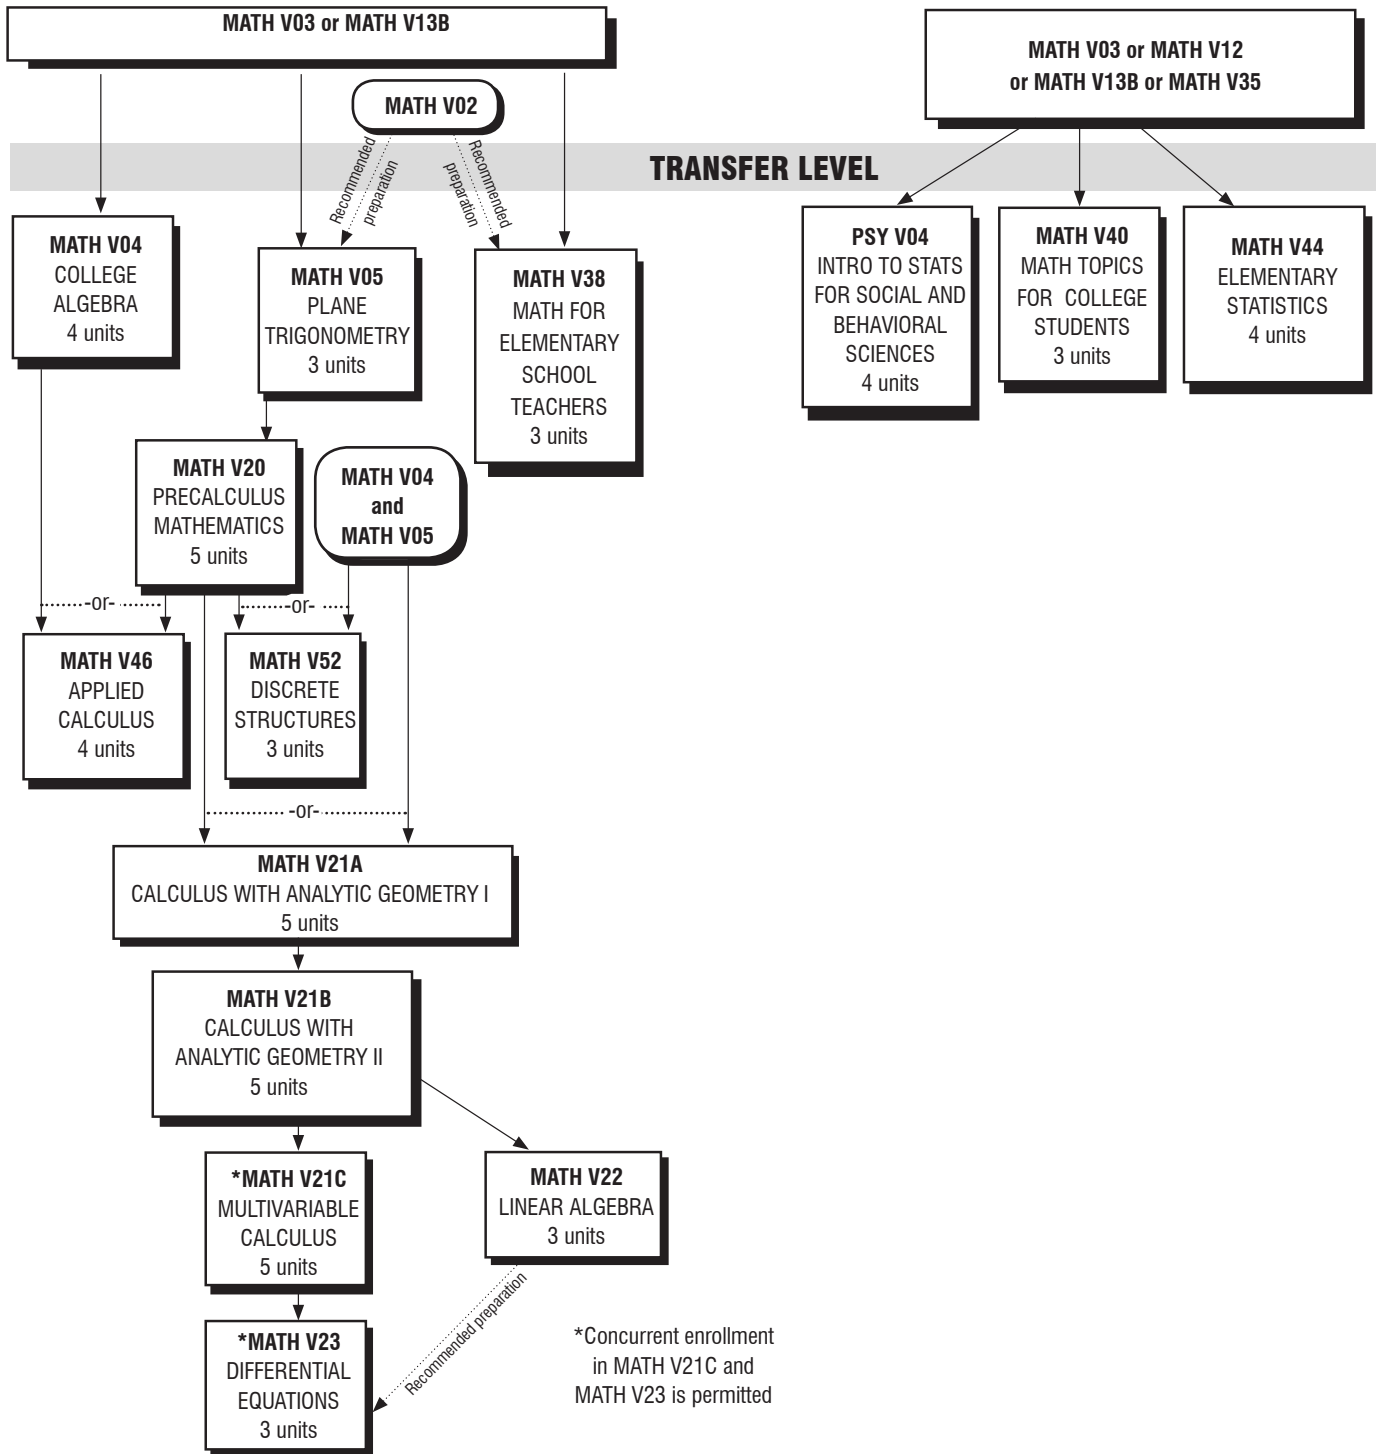 MATH V03 or MATH V13B
MATH V03 or MATH V12
or MATH V13B or MATH V35
MATH V02
Recommended
preparation
Recommended
preparation
TRANSFER LEVEL
MATH V04
COLLEGE
ALGEBRA
4 units
MATH V05
PLANE
TRIGONOMETRY
3 units
MATH V38
MATH FOR
ELEMENTARY
SCHOOL
TEACHERS
3 units
PSY V04
INTRO TO STATS
FOR SOCIAL AND
BEHAVIORAL
SCIENCES
4 units
MATH V40
MATH TOPICS
FOR COLLEGE
STUDENTS
3 units
MATH V44
ELEMENTARY
STATISTICS
4 units
MATH V20
PRECALCULUS
MATHEMATICS
5 units
MATH V04
and
MATH V05
-or-
-or-
MATH V46
APPLIED
CALCULUS
4 units
MATH V52
DISCRETE
STRUCTURES
3 units
-or-
MATH V21A
CALCULUS WITH ANALYTIC GEOMETRY I
5 units
MATH V21B
CALCULUS WITH
ANALYTIC GEOMETRY II
5 units
*MATH V21C
MULTIVARIABLE
CALCULUS
5 units
MATH V22
LINEAR ALGEBRA
3 units
Recommended preparation
*MATH V23
DIFFERENTIAL
EQUATIONS
3 units
*Concurrent enrollment
in MATH V21C and
MATH V23 is permitted